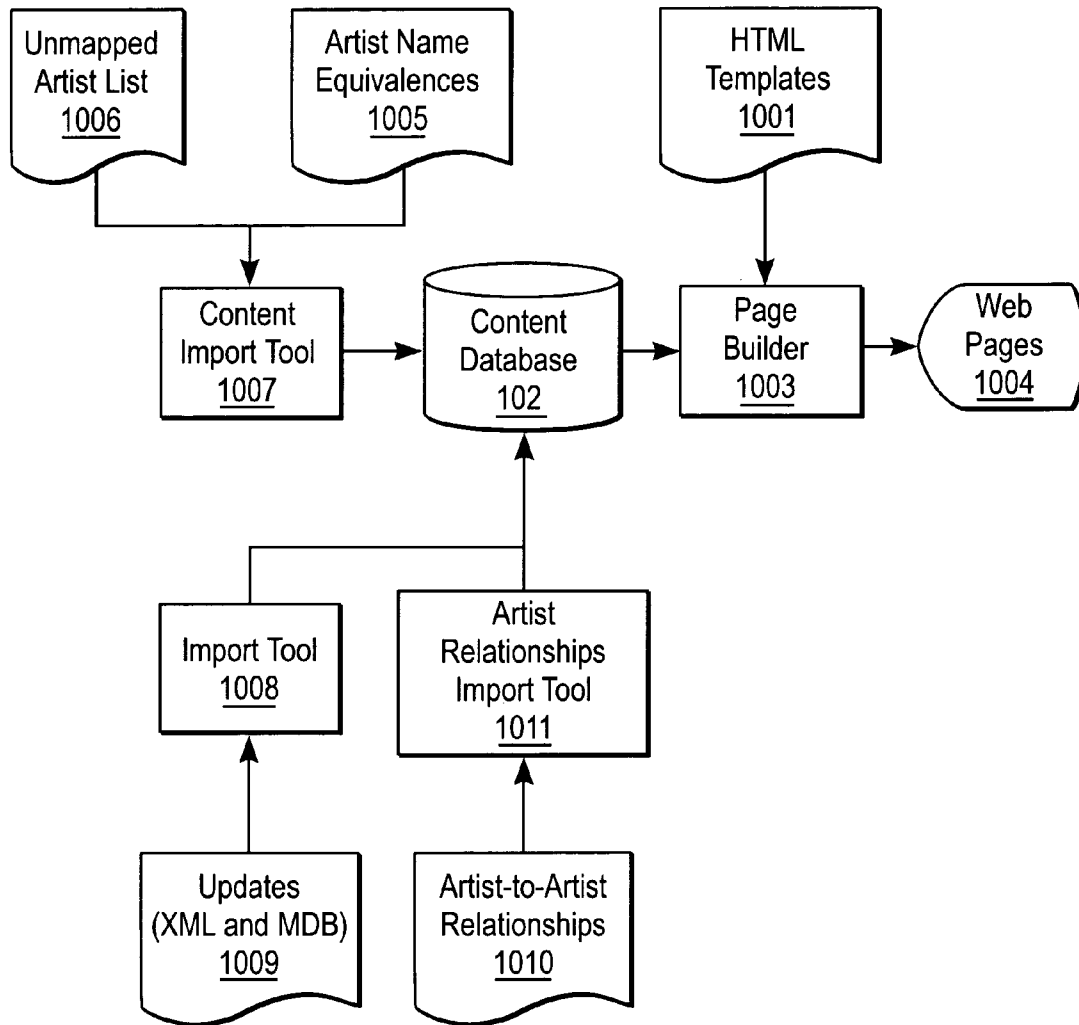 Unmapped
Artist List
1006
Artist Name
Equivalences
1005
HTML
Templates
1001
Content
Import Tool
1007
Content
Database
102
Page
Builder
1003
Web
Pages
1004
Import Tool
1008
Artist
Relationships
Import Tool
1011
Updates
(XML and MDB)
1009
Artist-to-Artist
Relationships
1010